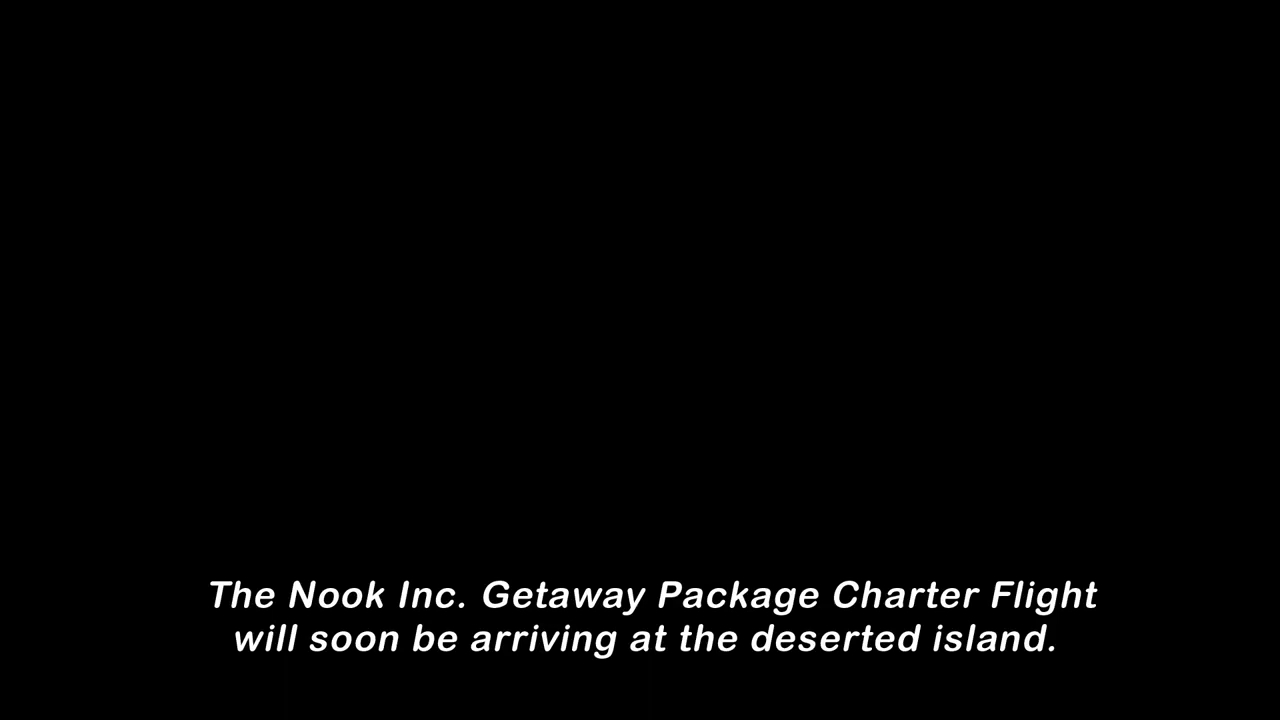 The Nook Inc. Getaway Package Charter Flight
will soon be arriving at the deserted island.